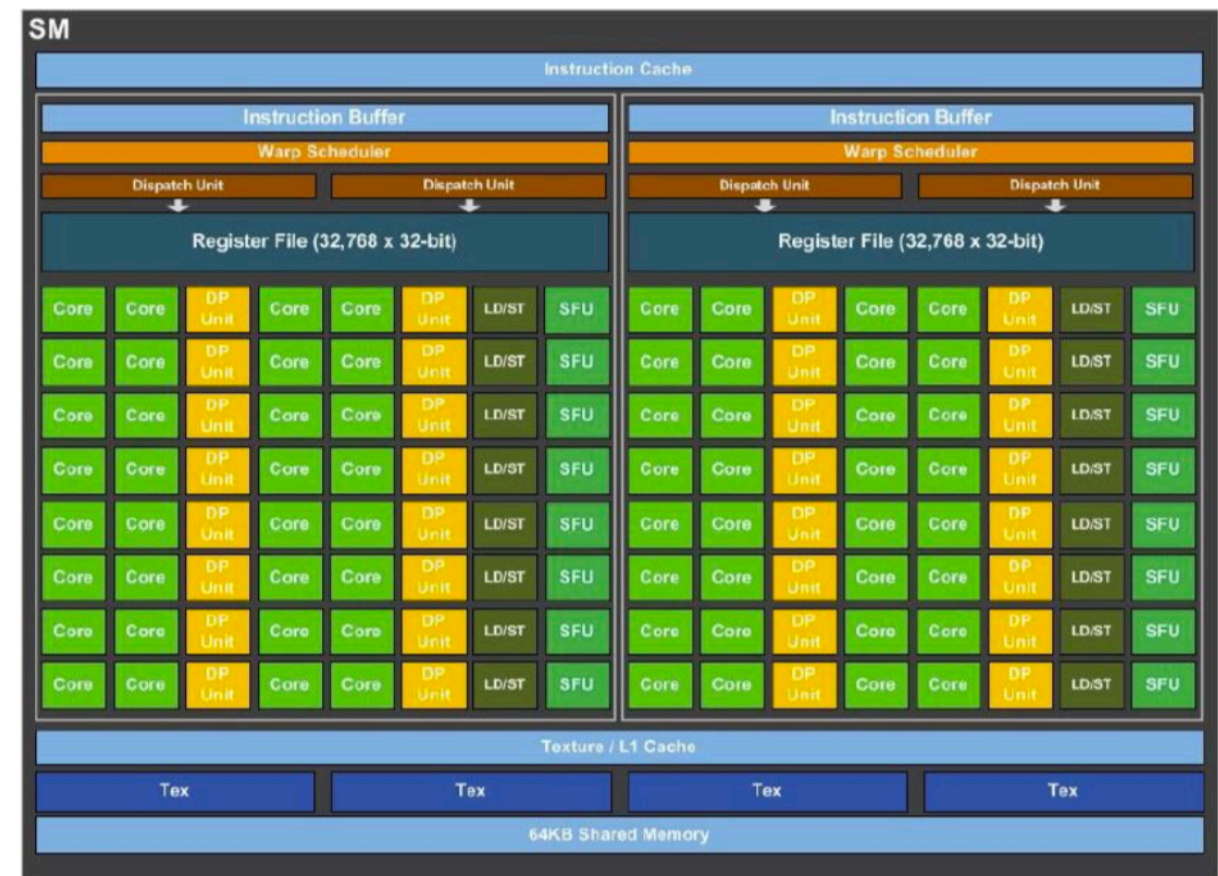 SM
Instruction Cache
Instruction Buffer Instruction Buffer
Warp Scheduler Warp Scheduler
Dispatch Unit Dispatch Unit Dispatch Unit Dispatch Unit
Register File (32,768 x 32-bit) Register File (32,768 x 32-bit)
Core Core DP Unit Core Core DP Unit LD/ST SFU Core Core DP Unit Core Core DP Unit LD/ST SFU
Core Core DP Unit Core Core DP Unit LD/ST SFU Core Core DP Unit Core Core DP Unit LD/ST SFU
Core Core DP Unit Core Core DP Unit LD/ST SFU Core Core DP Unit Core Core DP Unit LD/ST SFU
Core Core DP Unit Core Core DP Unit LD/ST SFU Core Core DP Unit Core Core DP Unit LD/ST SFU
Core Core DP Unit Core Core DP Unit LD/ST SFU Core Core DP Unit Core Core DP Unit LD/ST SFU
Core Core DP Unit Core Core DP Unit LD/ST SFU Core Core DP Unit Core Core DP Unit LD/ST SFU
Core Core DP Unit Core Core DP Unit LD/ST SFU Core Core DP Unit Core Core DP Unit LD/ST SFU
Core Core DP Unit Core Core DP Unit LD/ST SFU Core Core DP Unit Core Core DP Unit LD/ST SFU
Texture / L1 Cache
Tex Tex Tex Tex
64KB Shared Memory